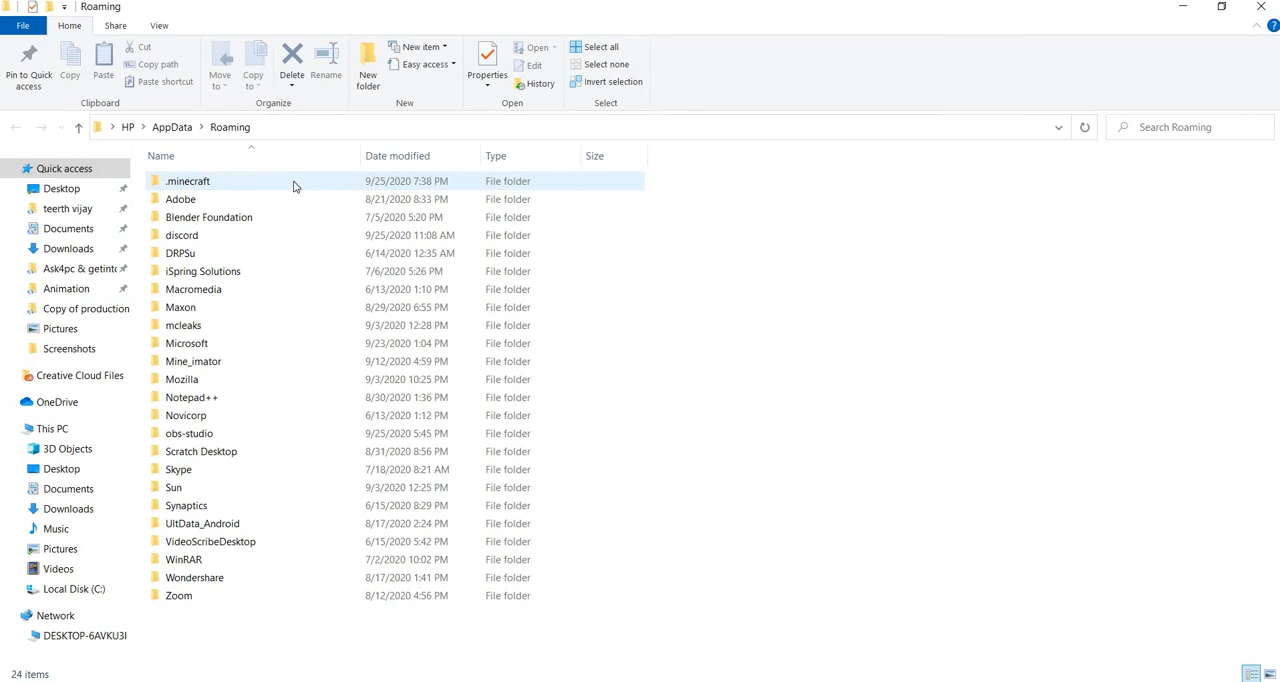 Roaming
File Home Share View
Pin to Quick access
Copy
Paste
Cut
Copy path
Paste shortcut
Clipboard
Move to
Copy to
Delete
Rename
Organize
New folder
New item
Easy access
New
Properties
Open
Edit
History
Open
Select all
Select none
Invert selection
Select
HP > AppData > Roaming
Search Roaming
Quick access
Desktop
teerth vijay
Documents
Downloads
Ask4pc & getintc
Animation
Copy of production
Pictures
Screenshots
Creative Cloud Files
OneDrive
This PC
3D Objects
Desktop
Documents
Downloads
Music
Pictures
Videos
Local Disk (C:)
Network
DESKTOP-6AVKU3I
Name Date modified Type Size
.minecraft 9/25/2020 7:38 PM File folder
Adobe 8/21/2020 8:33 PM File folder
Blender Foundation 7/5/2020 5:20 PM File folder
discord 9/25/2020 11:08 AM File folder
DRPSu 6/14/2020 12:35 AM File folder
iSpring Solutions 7/6/2020 5:26 PM File folder
Macromedia 6/13/2020 1:10 PM File folder
Maxon 8/29/2020 6:55 PM File folder
mcleaks 9/3/2020 12:28 PM File folder
Microsoft 9/23/2020 1:04 PM File folder
Mine_imator 9/12/2020 4:59 PM File folder
Mozilla 9/3/2020 10:25 PM File folder
Notepad++ 8/30/2020 1:36 PM File folder
Novicorp 6/13/2020 1:12 PM File folder
obs-studio 9/25/2020 5:45 PM File folder
Scratch Desktop 8/31/2020 8:56 PM File folder
Skype 7/18/2020 8:21 AM File folder
Sun 9/3/2020 12:25 PM File folder
Synaptics 6/15/2020 8:29 PM File folder
UltData_Android 8/17/2020 2:24 PM File folder
VideoScribeDesktop 6/15/2020 5:42 PM File folder
WinRAR 7/2/2020 10:02 PM File folder
Wondershare 8/17/2020 1:41 PM File folder
Zoom 8/12/2020 4:56 PM File folder
24 items